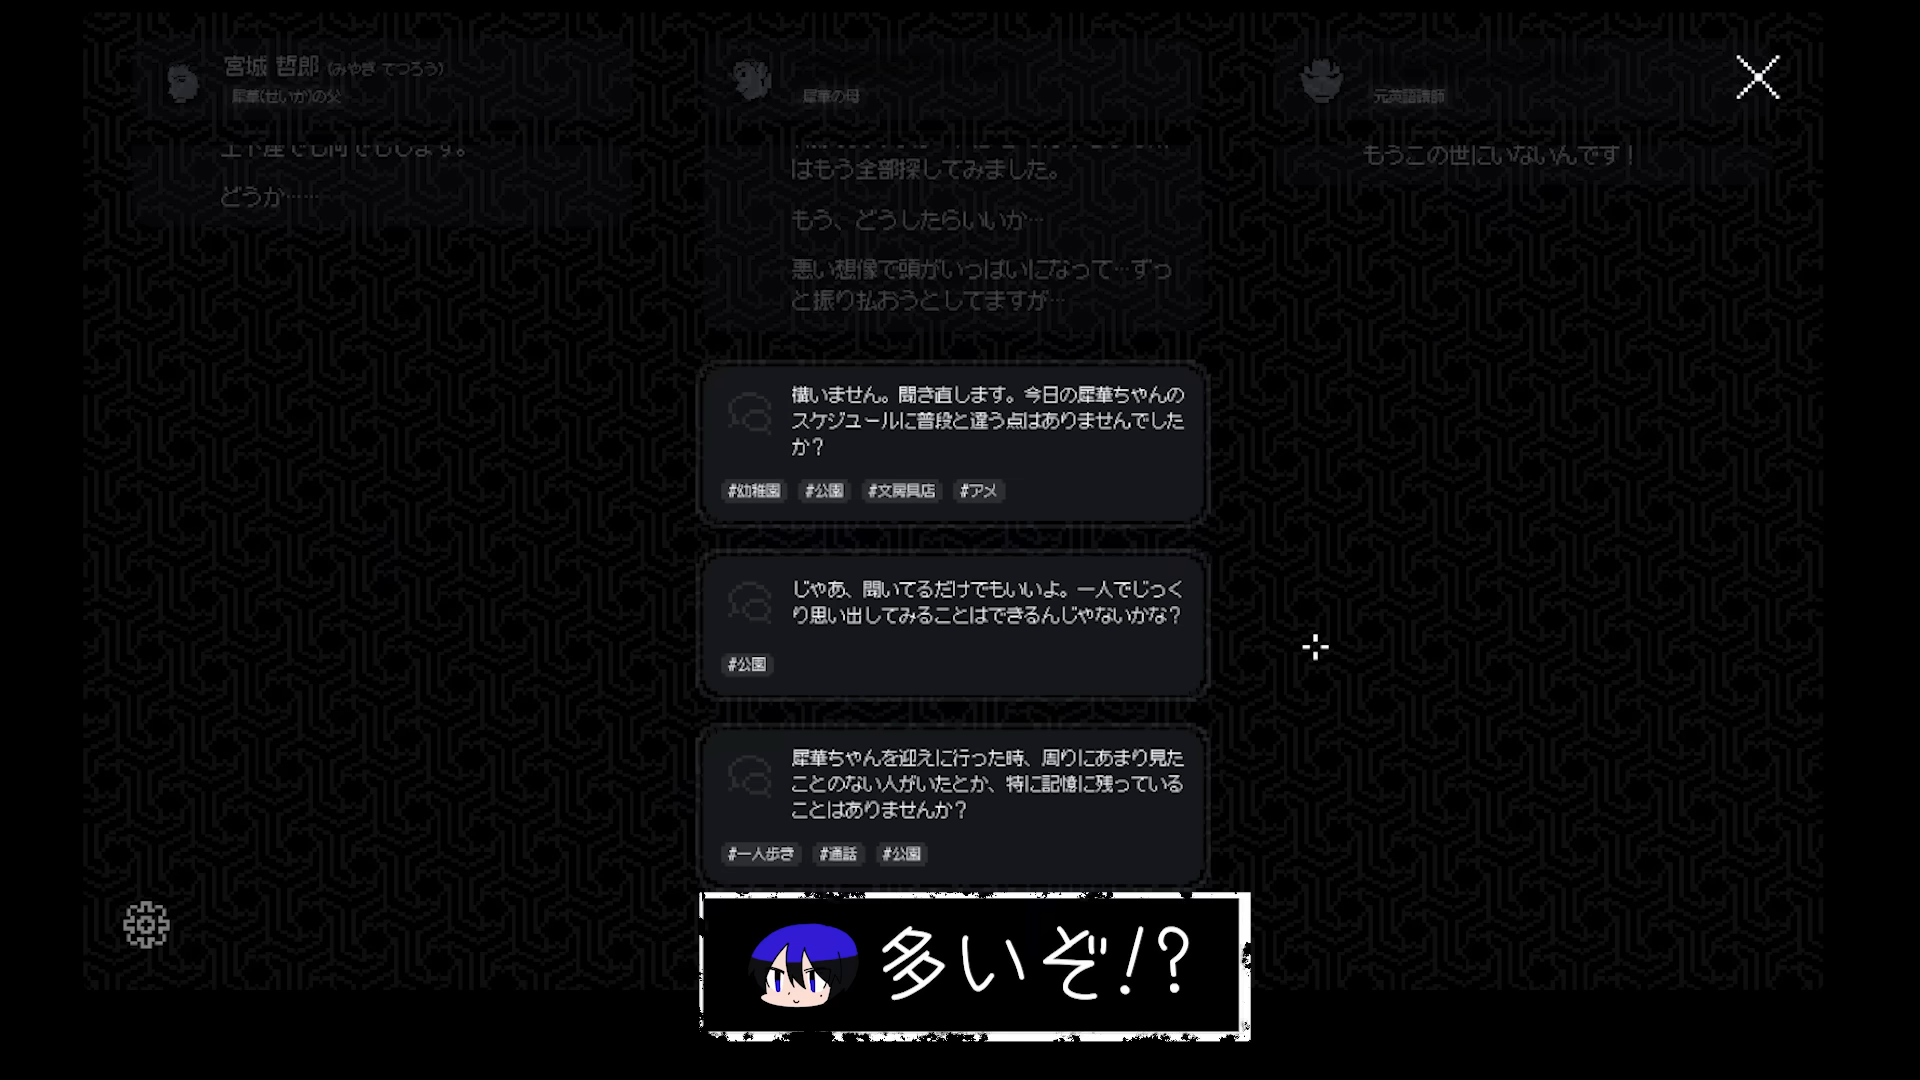 宮城 哲郎 (みやぎ てつろう)
犀華(せいか)の父
土下座でも何でもします。
どうか……
犀華の母
はもう全部探してみました。
もう、どうしたらいいか…
悪い想像で頭がいっぱいになって…ずっ
と振り払おうとしてますが…
元英語講師
もうこの世にいないんです！
構いません。聞き直します。今日の犀華ちゃんの
スケジュールに普段と違う点はありませんでした
か？
#幼稚園 #公園 #文房具店 #アメ
じゃあ、聞いてるだけでもいいよ。一人でじっく
り思い出してみることはできるんじゃないかな？
#公園
犀華ちゃんを迎えに行った時、周りにあまり見た
ことのない人がいたとか、特に記憶に残っている
ことはありませんか？
#一人歩き #通話 #公園
多いぞ!?